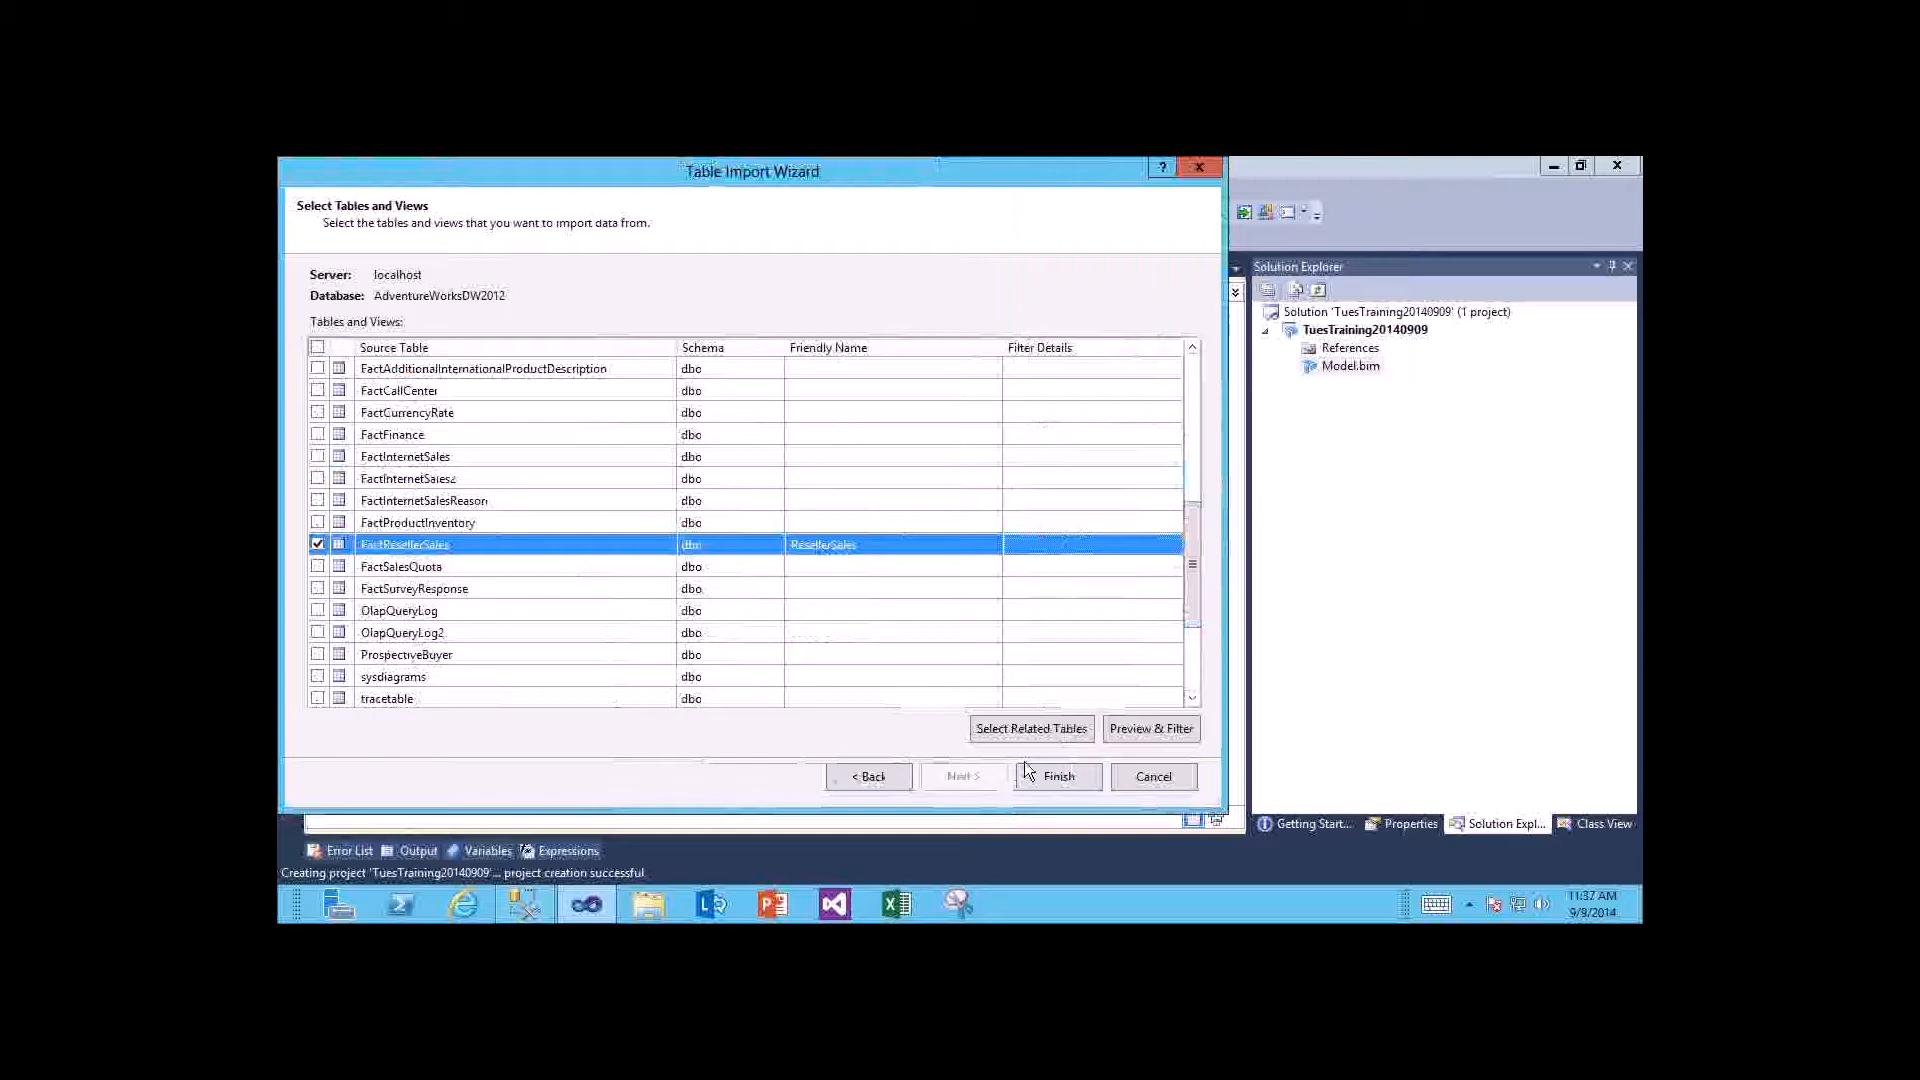 Table Import Wizard
?
Select Tables and Views
Select the tables and views that you want to import data from.
Server: localhost
Database: AdventureWorksDW2012
Tables and Views:
Source Table Schema Friendly Name Filter Details
FactAdditionalInternationalProductDescription dbo
FactCallCenter dbo
FactCurrencyRate dbo
FactFinance dbo
FactInternetSales dbo
FactInternetSales2 dbo
FactInternetSalesReason dbo
FactProductInventory dbo
FactResellerSales dbo ResellerSales
FactSalesQuota dbo
FactSurveyResponse dbo
OlapQueryLog dbo
OlapQueryLog2 dbo
ProspectiveBuyer dbo
sysdiagrams dbo
tracetable dbo
Select Related Tables Preview & Filter
< Back Next > Finish Cancel
Solution Explorer
Solution 'TuesTraining20140909' (1 project)
TuesTraining20140909
References
Model.bim
Getting Start... Properties Solution Expl... Class View
Error List Output Variables Expressions
Creating project 'TuesTraining20140909'... project creation successful
11:37 AM
9/9/2014